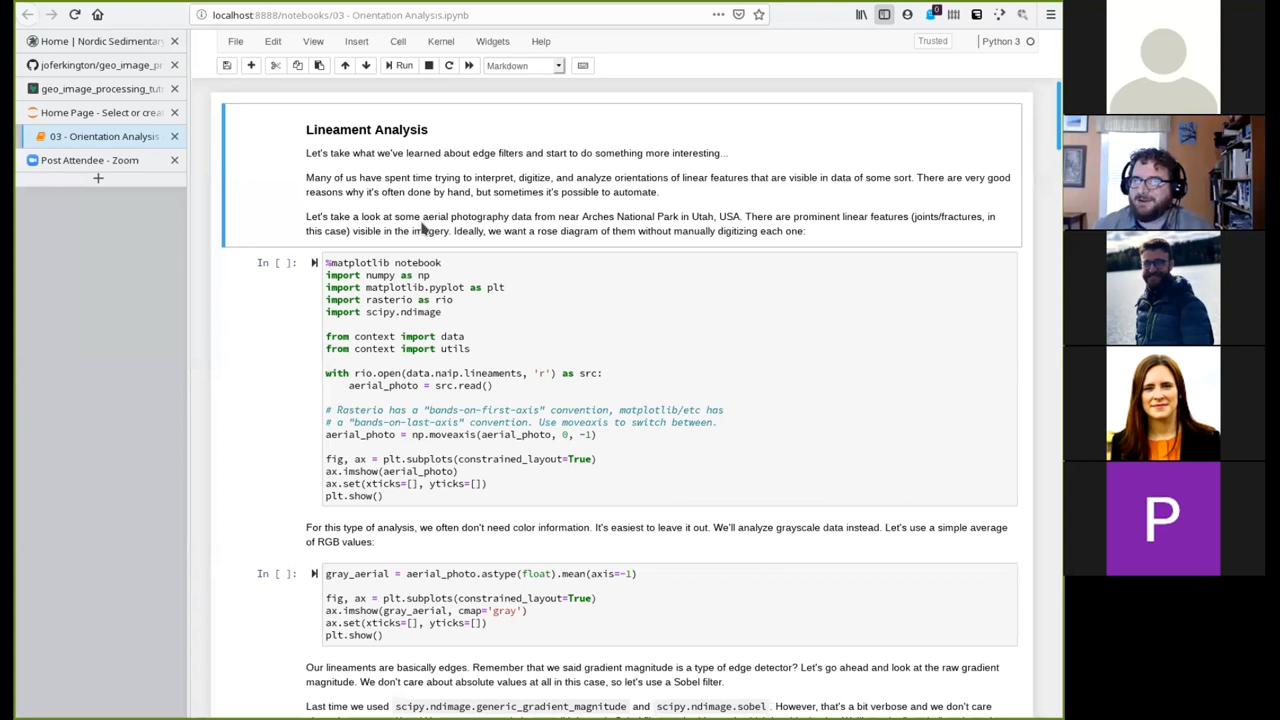 localhost:8888/notebooks/03 - Orientation Analysis.ipynb
0
Home | Nordic Sedimentar
joferkington/geo_image_pr
geo_image_processing_tut
Home Page - Select or crea
03 - Orientation Analysis
Post Attendee - Zoom
File Edit View Insert Cell Kernel Widgets Help Trusted Python 3
Run Markdown
Lineament Analysis
Let's take what we've learned about edge filters and start to do something more interesting...
Many of us have spent time trying to interpret, digitize, and analyze orientations of linear features that are visible in data of some sort. There are very good
reasons why it's often done by hand, but sometimes it's possible to automate.
Let's take a look at some aerial photography data from near Arches National Park in Utah, USA. There are prominent linear features (joints/fractures, in
this case) visible in the imagery. Ideally, we want a rose diagram of them without manually digitizing each one:
In [ ]:
%matplotlib notebook
import numpy as np
import matplotlib.pyplot as plt
import rasterio as rio
import scipy.ndimage
from context import data
from context import utils
with rio.open(data.naip.lineaments, 'r') as src:
aerial_photo = src.read()
# Rasterio has a "bands-on-first-axis" convention, matplotlib/etc has
# a "bands-on-last-axis" convention. Use moveaxis to switch between.
aerial_photo = np.moveaxis(aerial_photo, 0, -1)
fig, ax = plt.subplots(constrained_layout=True)
ax.imshow(aerial_photo)
ax.set(xticks=[], yticks=[])
plt.show()
For this type of analysis, we often don't need color information. It's easiest to leave it out. We'll analyze grayscale data instead. Let's use a simple average
of RGB values:
In [ ]:
gray_aerial = aerial_photo.astype(float).mean(axis=-1)
fig, ax = plt.subplots(constrained_layout=True)
ax.imshow(gray_aerial, cmap='gray')
ax.set(xticks=[], yticks=[])
plt.show()
Our lineaments are basically edges. Remember that we said gradient magnitude is a type of edge detector? Let's go ahead and look at the raw gradient
magnitude. We don't care about absolute values at all in this case, so let's use a Sobel filter.
Last time we used scipy.ndimage.generic_gradient_magnitude and scipy.ndimage.sobel. However, that's a bit verbose and we don't care
P